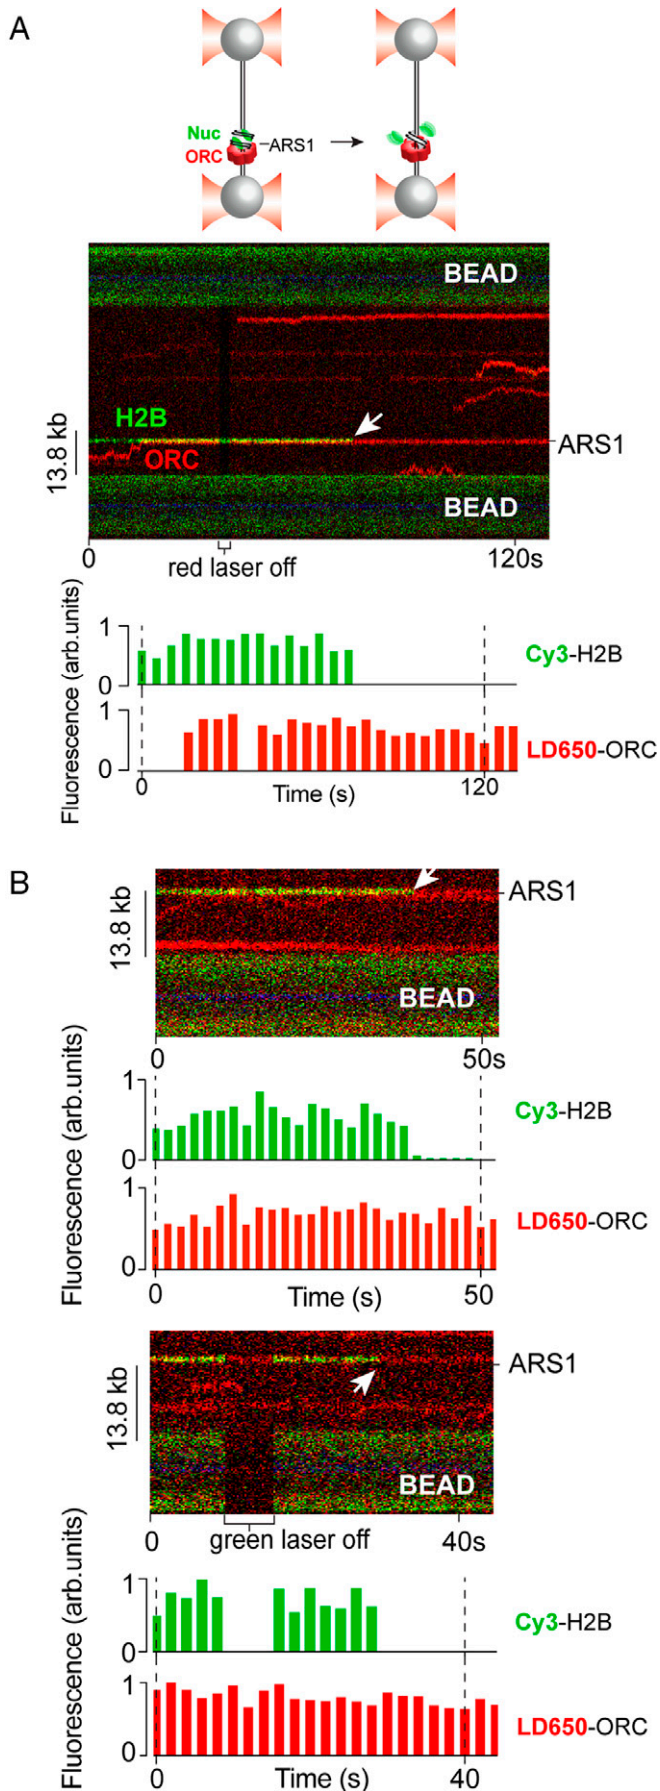 A
Nuc
ORC
ARS1
BEAD
H2B
ORC
ARS1
13.8 kb
BEAD
0
120s
red laser off
Fluorescence (arb.units)
1
0
Cy3-H2B
1
0
LD650-ORC
0
Time (s)
120
B
ARS1
13.8 kb
BEAD
0
50s
Fluorescence (arb.units)
1
0
Cy3-H2B
1
0
LD650-ORC
0
Time (s)
50
ARS1
13.8 kb
BEAD
0
green laser off
40s
Fluorescence (arb.units)
1
0
Cy3-H2B
1
0
LD650-ORC
0
Time (s)
40